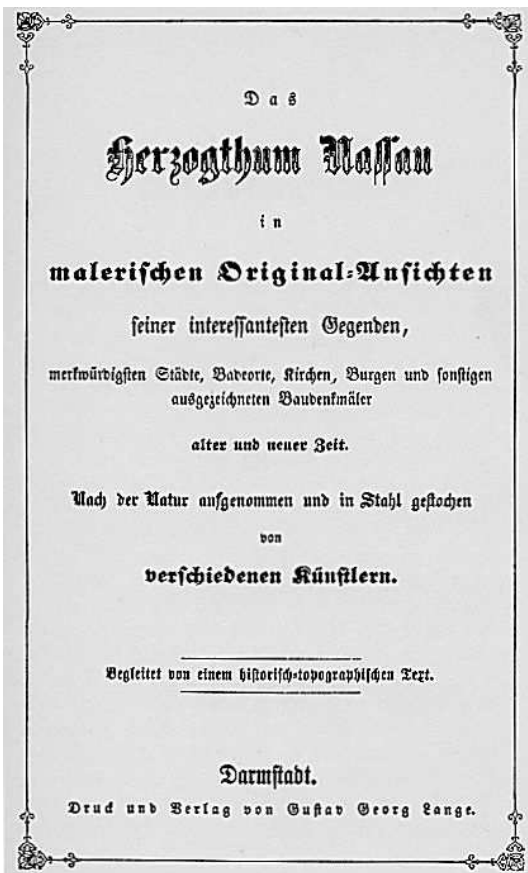 Das
Herzogthum Nassau
in
malerischen Original-Ansichten
seiner interessantesten Gegenden,
merkwürdigsten Städte, Badeorte, Kirchen, Burgen und sonstigen
ausgezeichneten Baudenkmäler
alter und neuer Zeit.
Nach der Natur aufgenommen und in Stahl gestochen
von
verschiedenen Künstlern.
Begleitet von einem historisch-topographischen Text.
Darmstadt.
Druck und Verlag von Gustav Georg Lange.